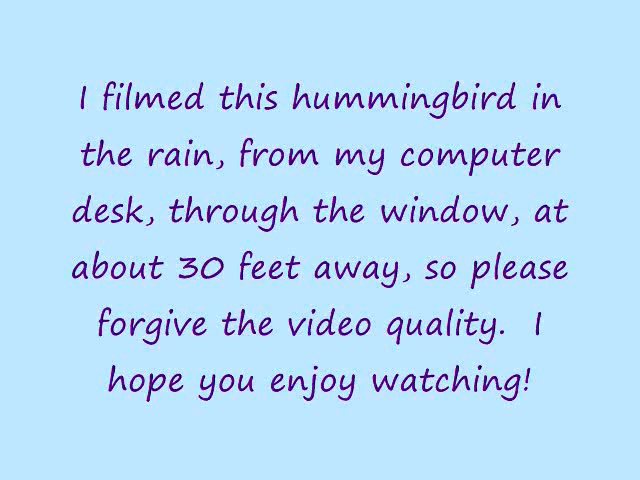 I filmed this hummingbird in
the rain, from my computer
desk, through the window, at
about 30 feet away, so please
forgive the video quality.  I
hope you enjoy watching!